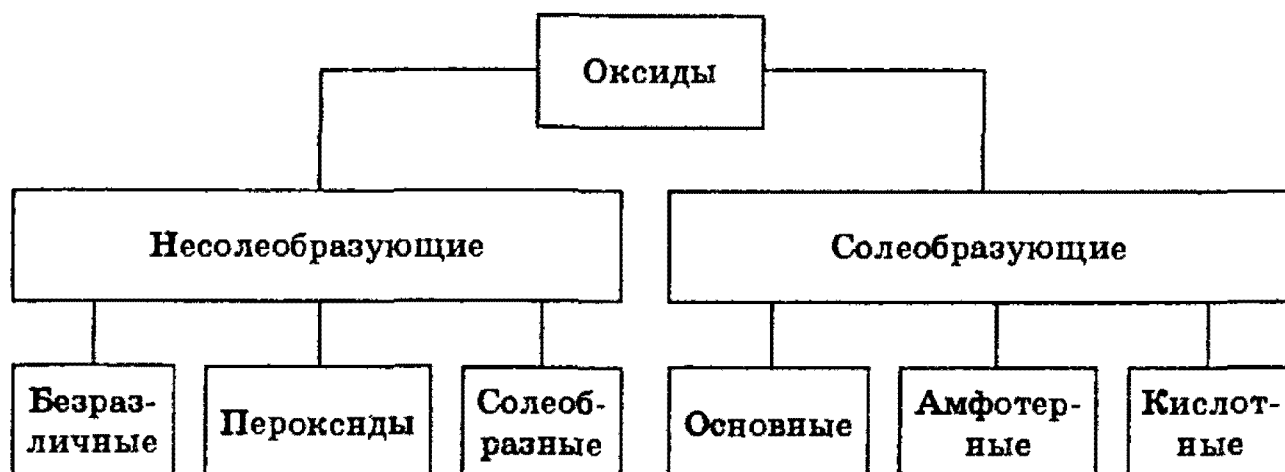 Оксиды
Несолеобразующие
Солеобразующие
Безраз-
личные
Пероксиды
Солеоб-
разные
Основные
Амфотер-
ные
Кислот-
ные